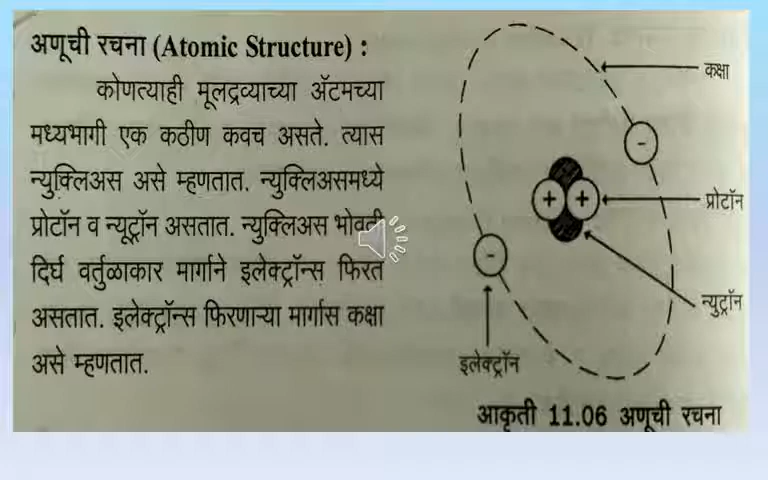 अणूची रचना (Atomic Structure) :
कोणत्याही मूलद्रव्याच्या ॲटमच्या
मध्यभागी एक कठीण कवच असते. त्यास
न्युक्लिअस असे म्हणतात. न्युक्लिअसमध्ये
प्रोटॉन व न्यूट्रॉन असतात. न्युक्लिअस भोवती
दिर्घ वर्तुळाकार मार्गाने इलेक्ट्रॉन्स फिरत
असतात. इलेक्ट्रॉन्स फिरणाऱ्या मार्गास कक्षा
असे म्हणतात.
कक्षा
-
+ +
प्रोटॉन
-
न्युट्रॉन
इलेक्ट्रॉन
आकृती 11.06 अणूची रचना